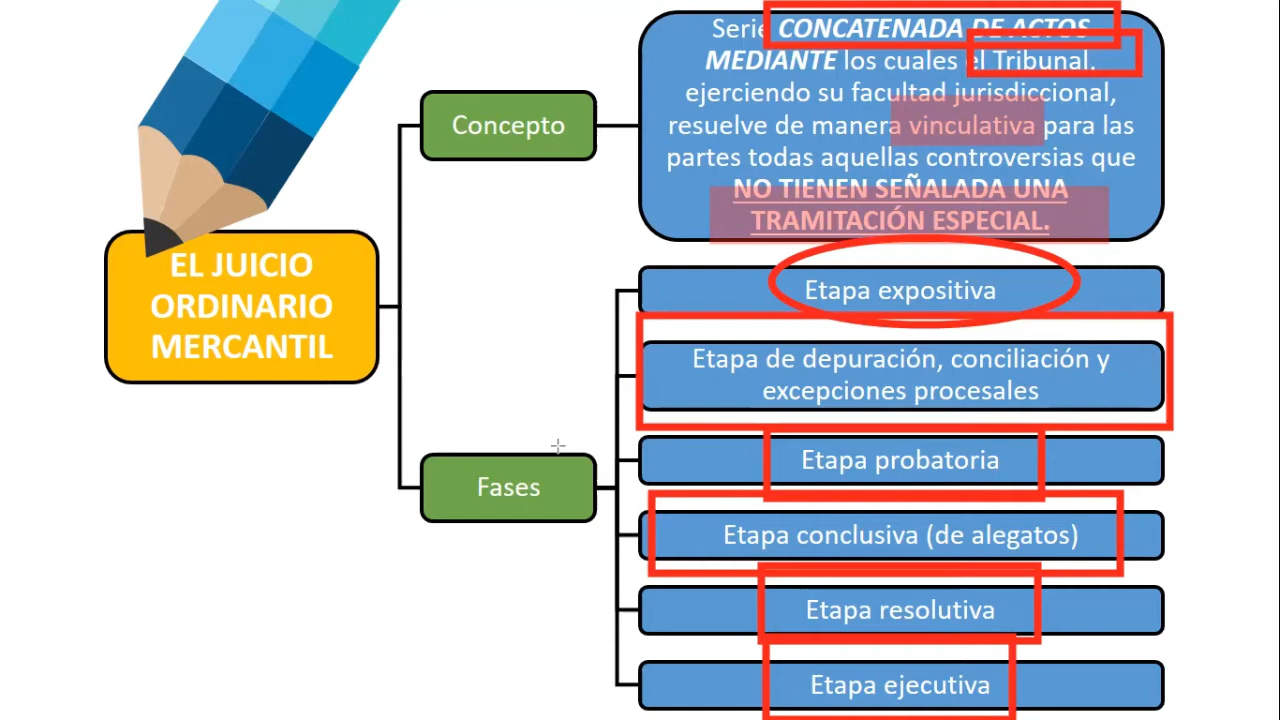 EL JUICIO
ORDINARIO
MERCANTIL
Concepto
Serie CONCATENADA DE ACTOS
MEDIANTE los cuales el Tribunal.
ejerciendo su facultad jurisdiccional,
resuelve de manera vinculativa para las
partes todas aquellas controversias que
NO TIENEN SEÑALADA UNA
TRAMITACIÓN ESPECIAL.
Fases
Etapa expositiva
Etapa de depuración, conciliación y
excepciones procesales
Etapa probatoria
Etapa conclusiva (de alegatos)
Etapa resolutiva
Etapa ejecutiva